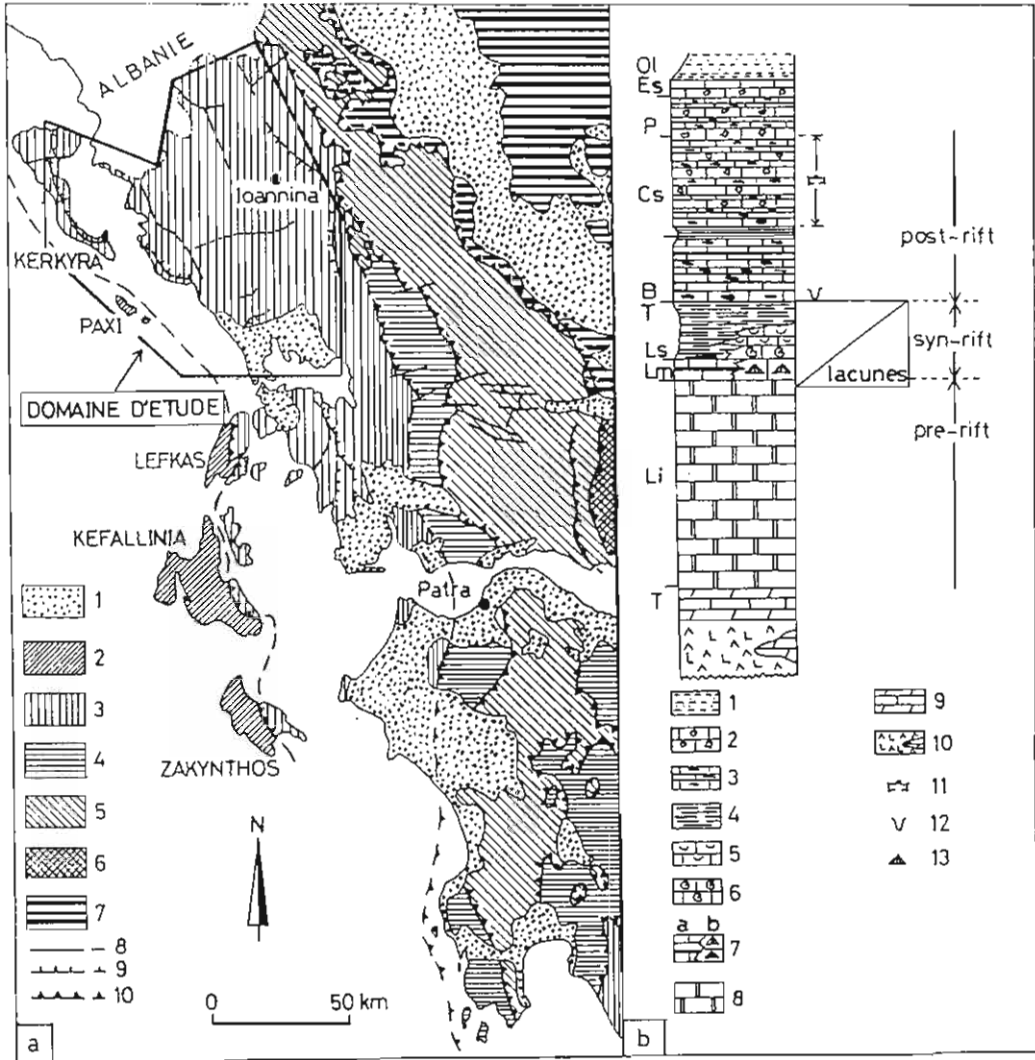 ALBANIE
Ioannina
KERKYRA
PAXI
DOMAINE D'ETUDE
LEFKAS
KEFALLINIA
Patra
ZAKYNTHOS
1
2
3
4
5
6
7
8
9
10
N
0 50 km
a
Ol
Es
P
Cs
B
T
Ls
Lm
Li
T
post-rift
syn-rift
lacunes
pre-rift
1
2
3
4
5
6
a b
7
8
9
10
11
12
13
b